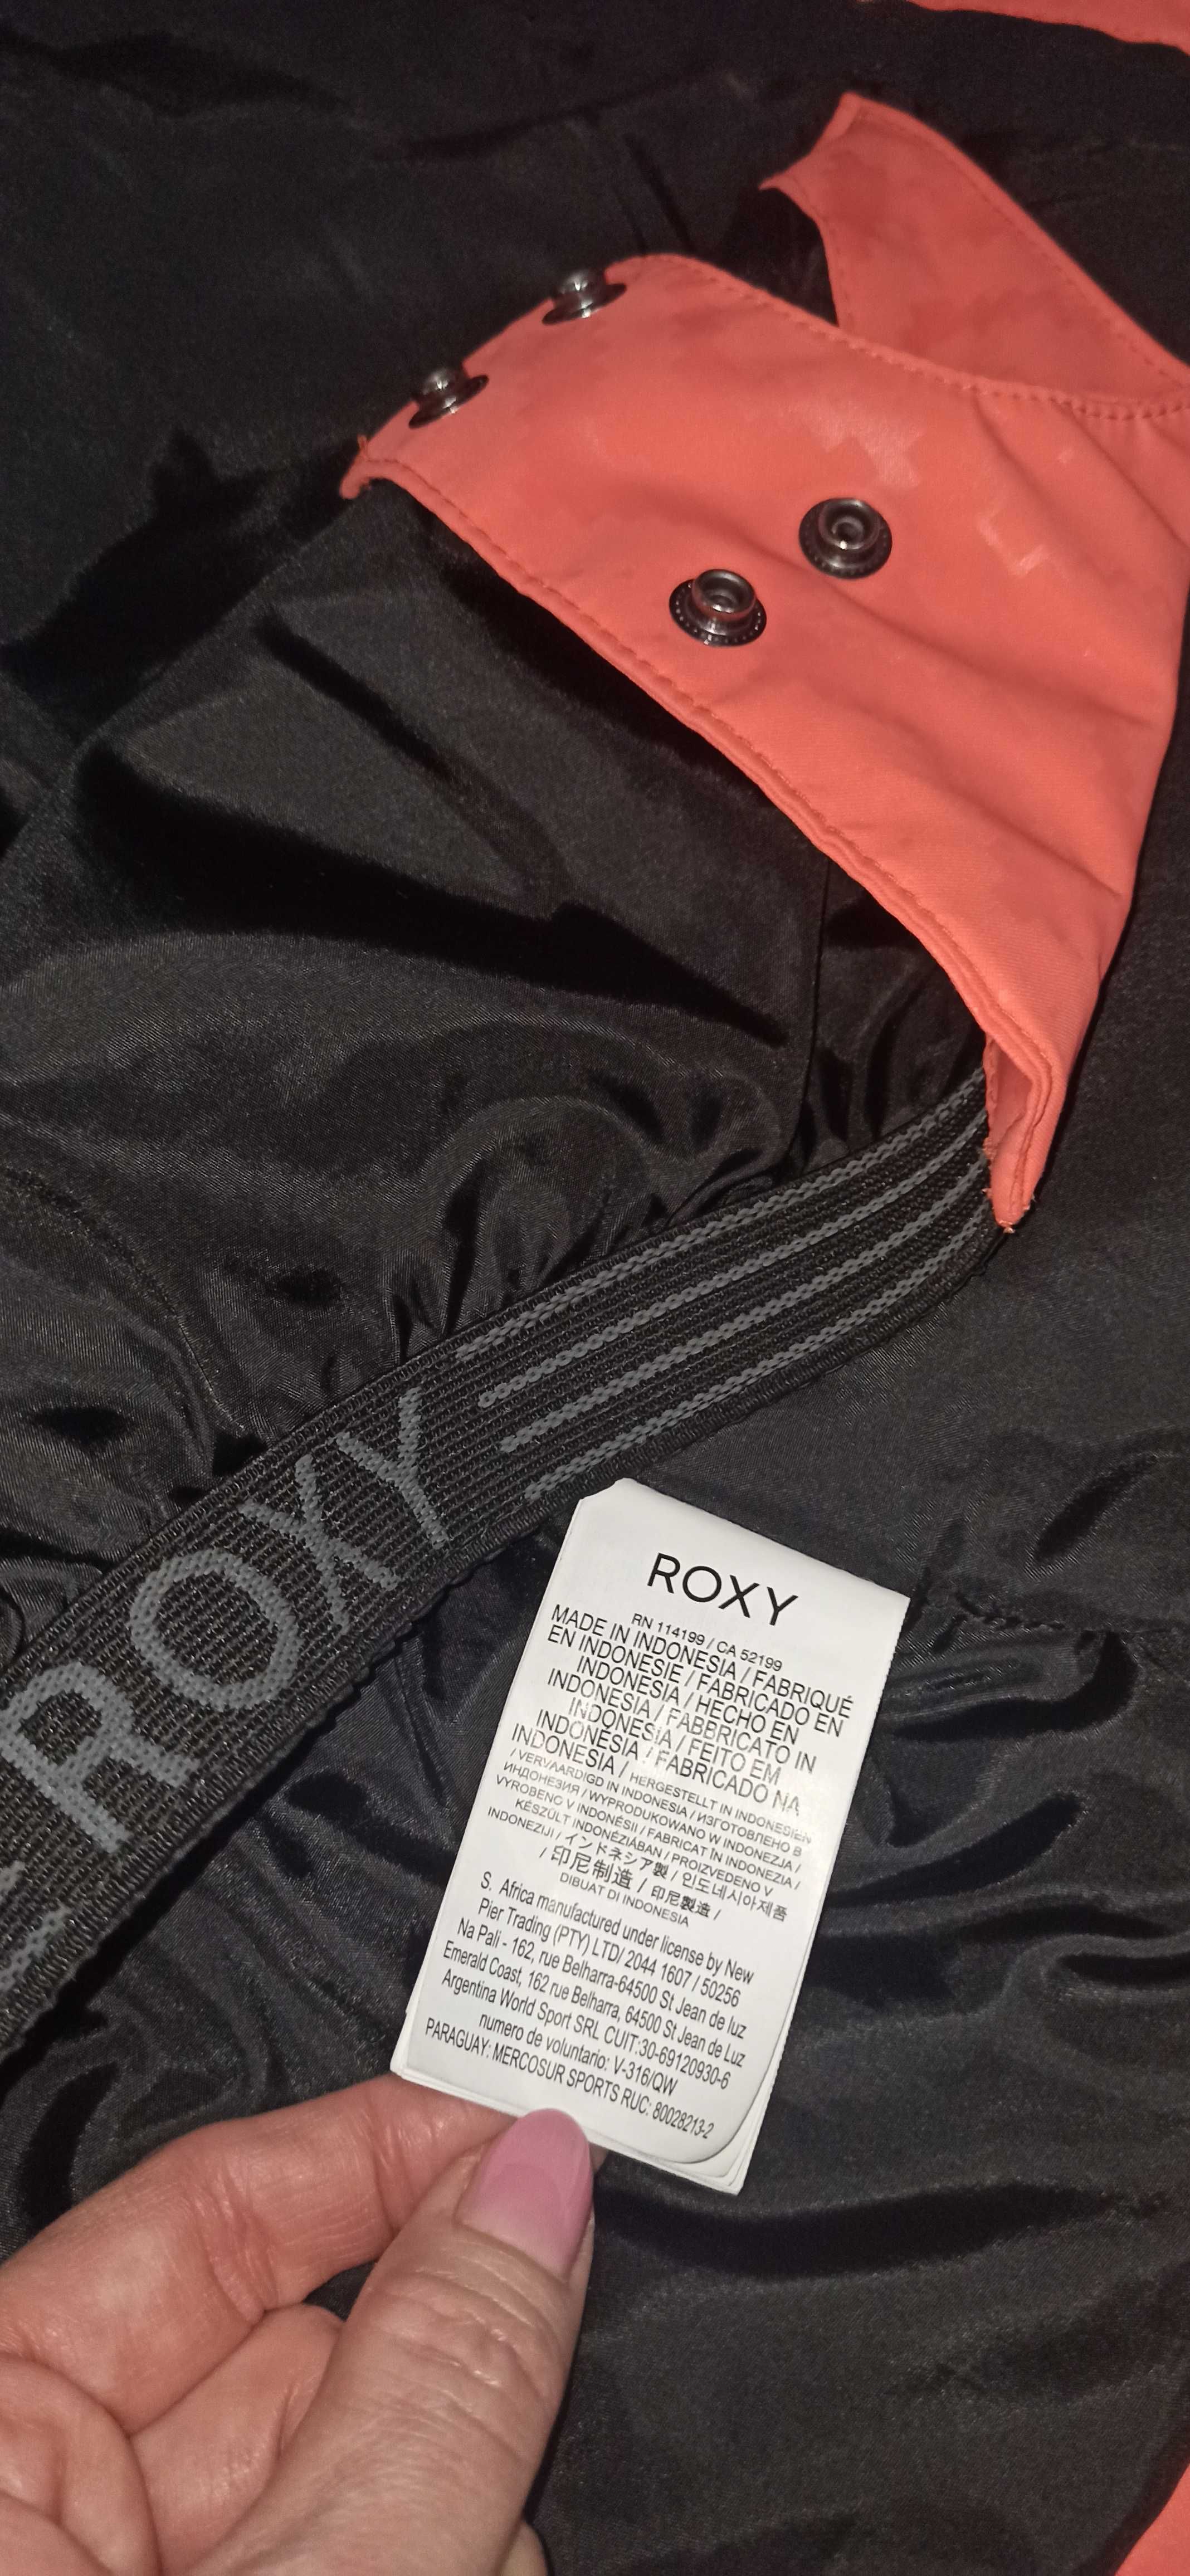 ROXY
ROXY
RN 114199 / CA 52199
MADE IN INDONESIA / FABRIQUÉ
EN INDONESIE / FABRICADO EN
INDONESIA / HECHO EN
INDONESIA / FABBRICATO IN
INDONESIA / FEITO EM
INDONESIA / FABRICADO NA
INDONESIA / HERGESTELLT IN INDONESIEN
/ VERVAARDIGD IN INDONESIA / ИЗГОТОВЛЕНО В
ИНДОНЕЗИЯ / WYPRODUKOWANO W INDONEZJA /
VYROBENO V INDONÉSII / FABRICAT ÎN INDONEZIA /
KÉSZÜLT INDONÉZIÁBAN / PROIZVEDENO V
INDONEZIJI / インドネシア製 / 인도네시아제품
/ 印尼制造 / 印尼製造 /
DIBUAT DI INDONESIA
S. Africa manufactured under license by New
Pier Trading (PTY) LTD/ 2044 1607 / 50256
Na Pali - 162, rue Belharra-64500 St Jean de luz
Emerald Coast, 162 rue Belharra, 64500 St Jean de Luz
Argentina World Sport SRL CUIT:30-69120930-6
numero de voluntario: V-316/QW
PARAGUAY: MERCOSUR SPORTS RUC: 80028213-2